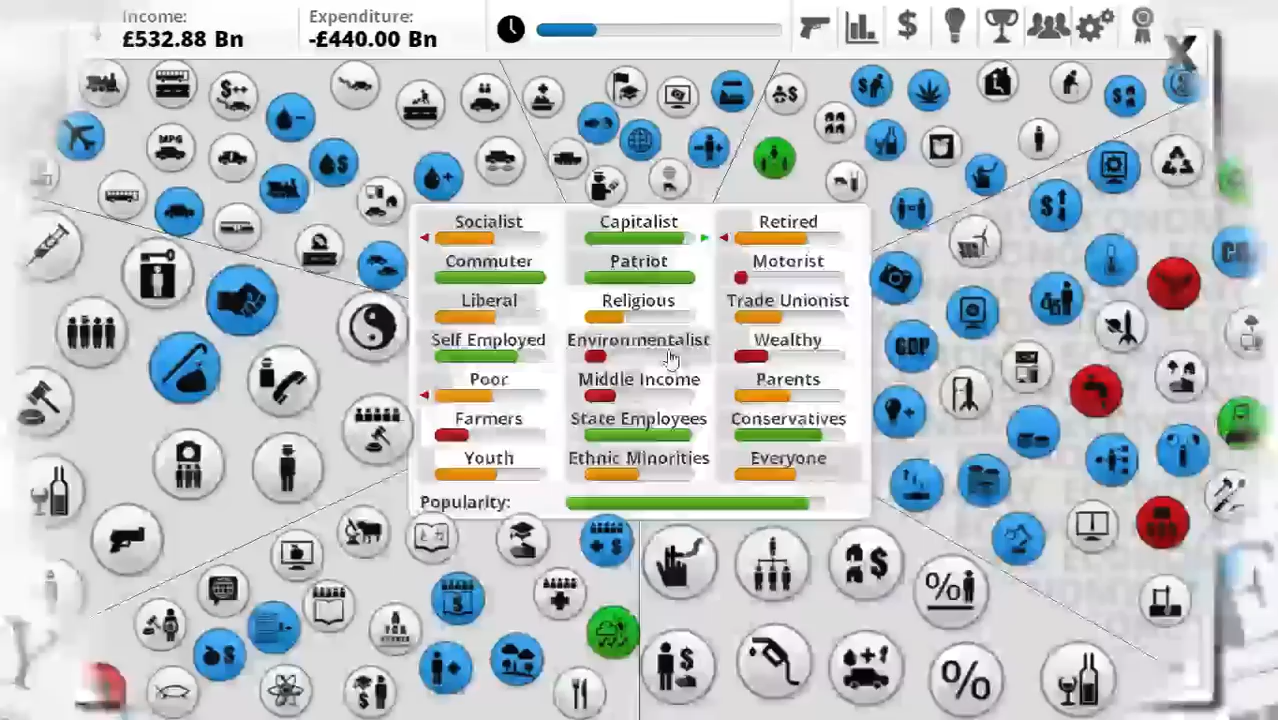 Income:
£532.88 Bn
Expenditure:
-£440.00 Bn
X
$++
MPG
Socialist
Capitalist
Retired
Commuter
Patriot
Motorist
Liberal
Religious
Trade Unionist
Self Employed
Environmentalist
Wealthy
Poor
Middle Income
Parents
Farmers
State Employees
Conservatives
Youth
Ethnic Minorities
Everyone
Popularity:
GDP
%
%